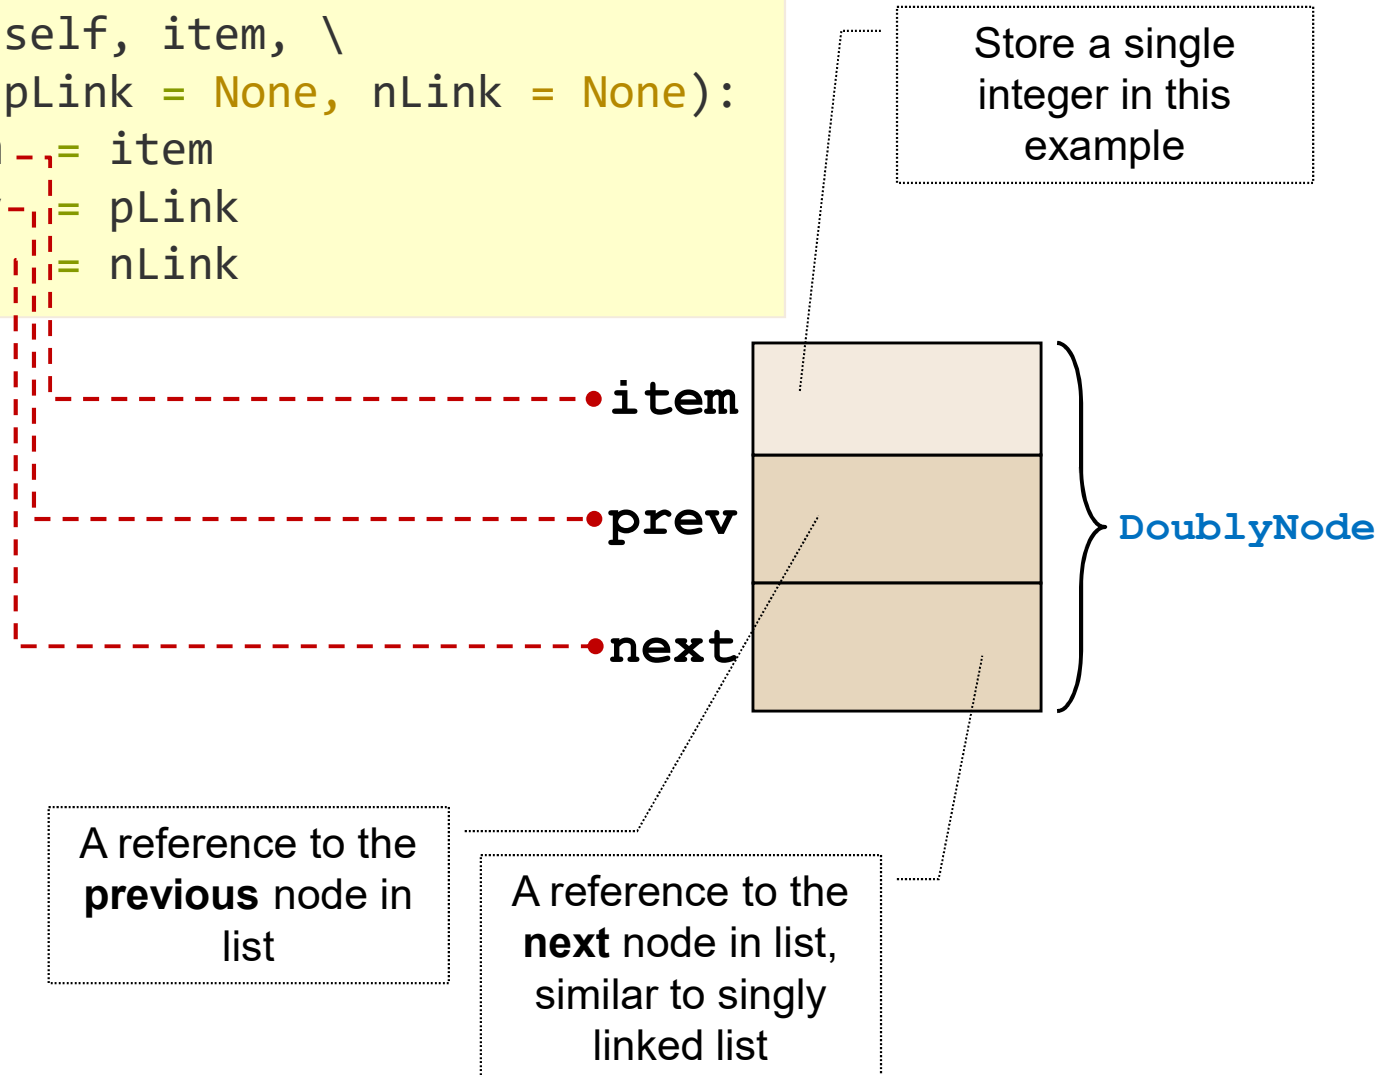 self, item, \
pLink = None, nLink = None):
= item
= pLink
= nLink
Store a single
integer in this
example
item
prev
next
DoublyNode
A reference to the
previous node in
list
A reference to the
next node in list,
similar to singly
linked list